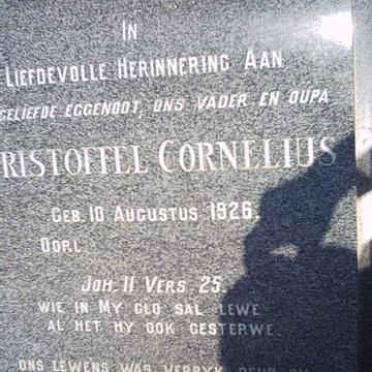 IN
LIEFDEVOLLE HERINNERING AAN
GELIEFDE EGGENOOT, ONS VADER EN OUPA
RISTOFFEL CORNELIUS
GEB. 10 AUGUSTUS 1926.
OORL
JOH. 11 VERS 25.
WIE IN MY GLO SAL LEWE
AL HET HY OOK GESTERWE
ONS LEWENS WAS VERRYK DEUR